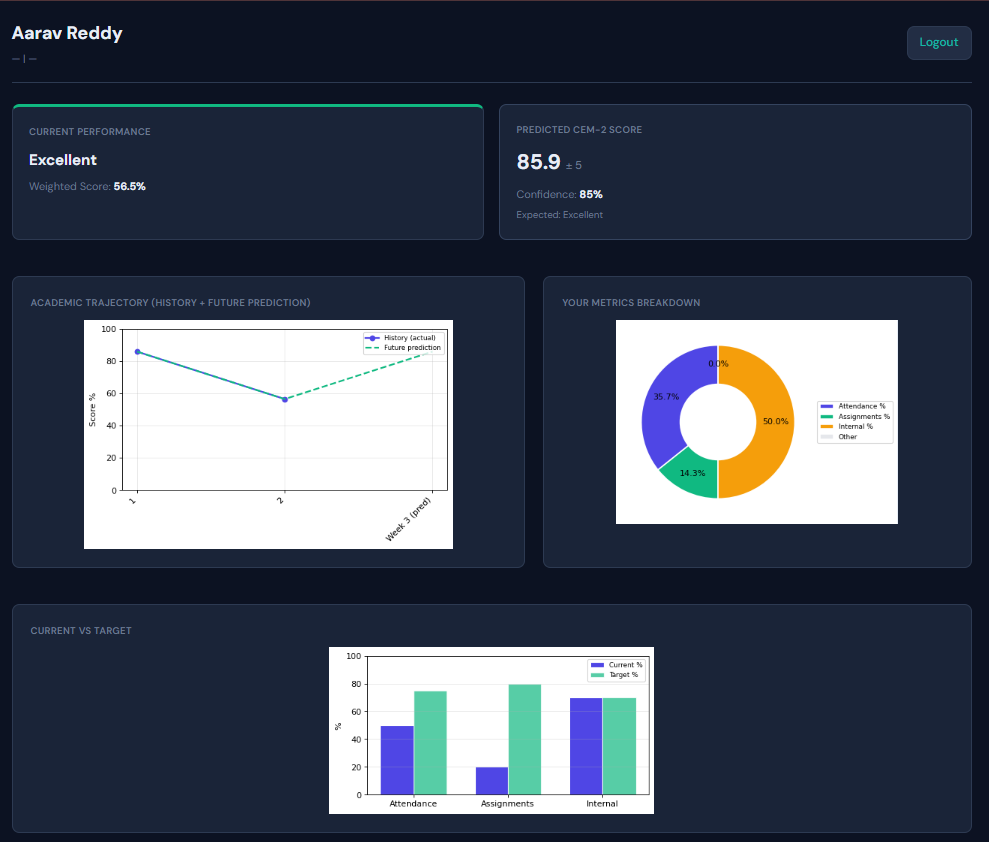 Aarav Reddy
— | —
Logout
CURRENT PERFORMANCE
Excellent
Weighted Score: 56.5%
PREDICTED CEM-2 SCORE
85.9 ± 5
Confidence: 85%
Expected: Excellent
ACADEMIC TRAJECTORY (HISTORY + FUTURE PREDICTION)
100
80
60
40
20
0
Score %
History (actual)
Future prediction
1
2
Week 3 (pred)
YOUR METRICS BREAKDOWN
0.0%
35.7%
50.0%
14.3%
Attendance %
Assignments %
Internal %
Other
CURRENT VS TARGET
100
80
60
40
20
0
%
Current %
Target %
Attendance
Assignments
Internal